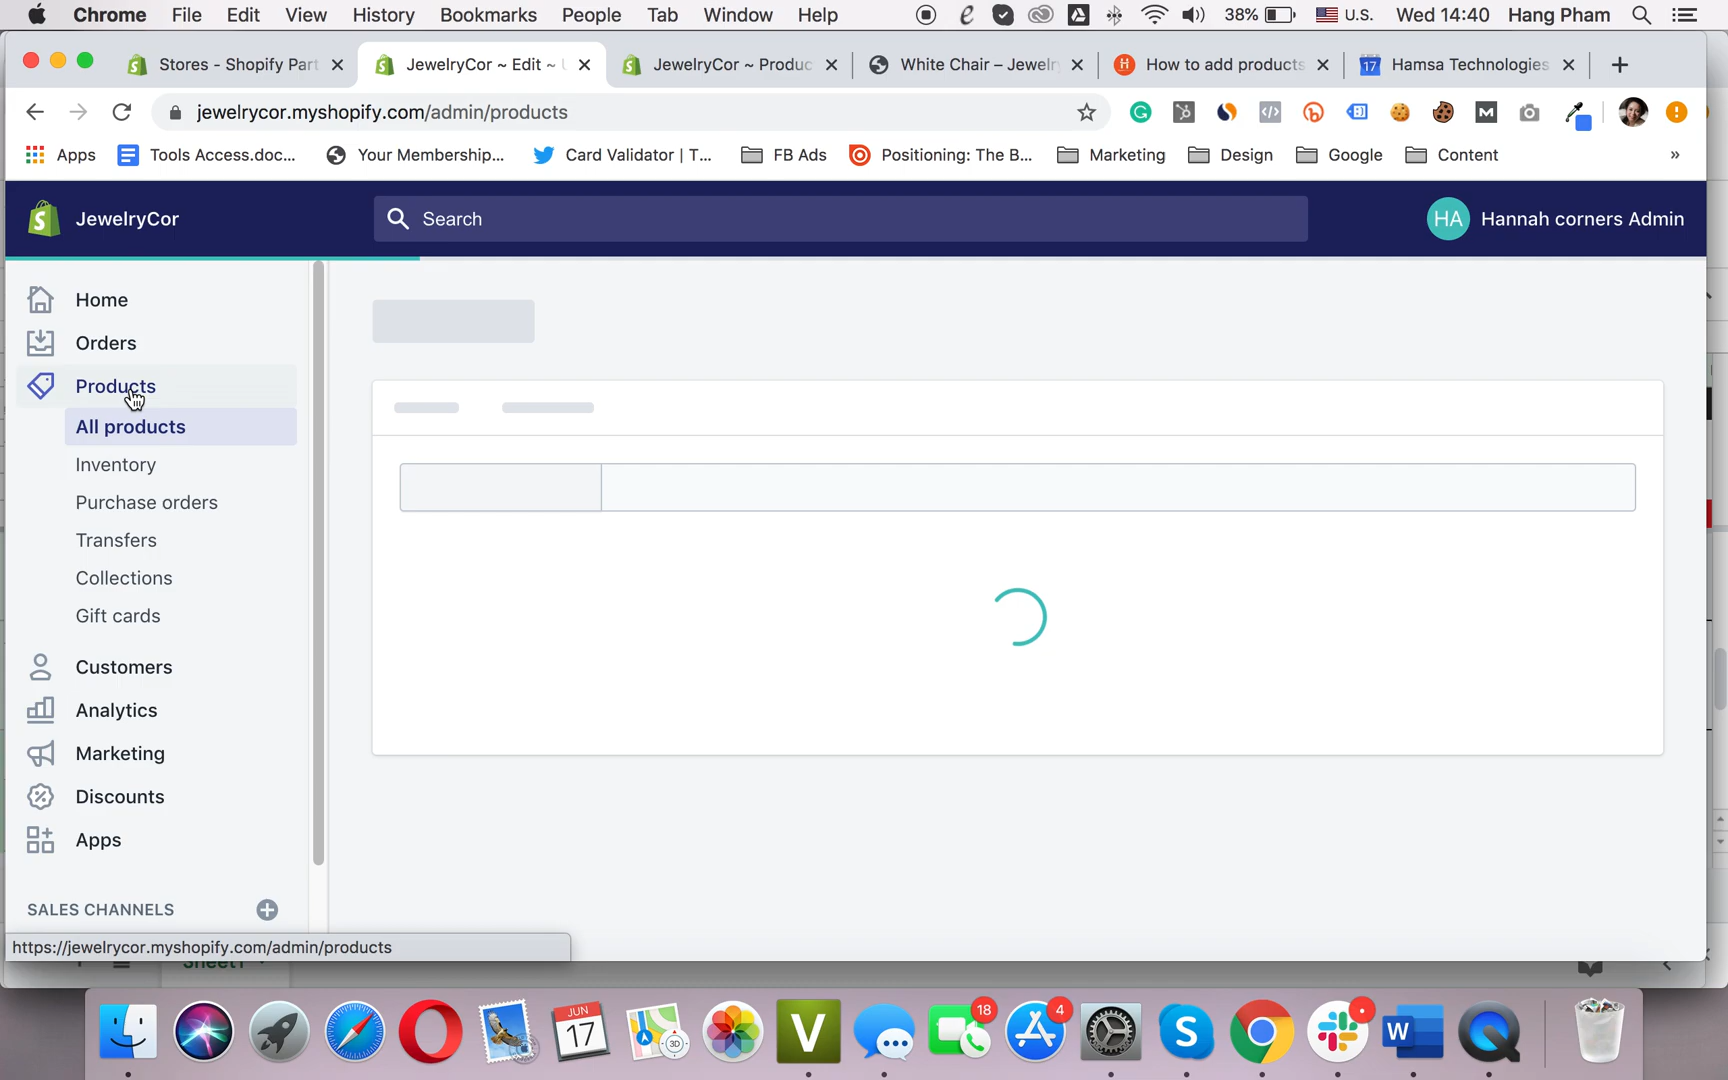 Chrome File Edit View History Bookmarks People Tab Window Help 38% U.S. Wed 14:40 Hang Pham
Stores - Shopify Part JewelryCor ~ Edit ~ JewelryCor ~ Produc White Chair – Jewelry How to add products Hamsa Technologies
jewelrycor.myshopify.com/admin/products
Apps Tools Access.doc... Your Membership... Card Validator | T... FB Ads Positioning: The B... Marketing Design Google Content »
JewelryCor Search HA Hannah corners Admin
Home
Orders
Products
All products
Inventory
Purchase orders
Transfers
Collections
Gift cards
Customers
Analytics
Marketing
Discounts
Apps
SALES CHANNELS
https://jewelrycor.myshopify.com/admin/products
Sheet1
JUN
17
3DC
V
18
4
S
W